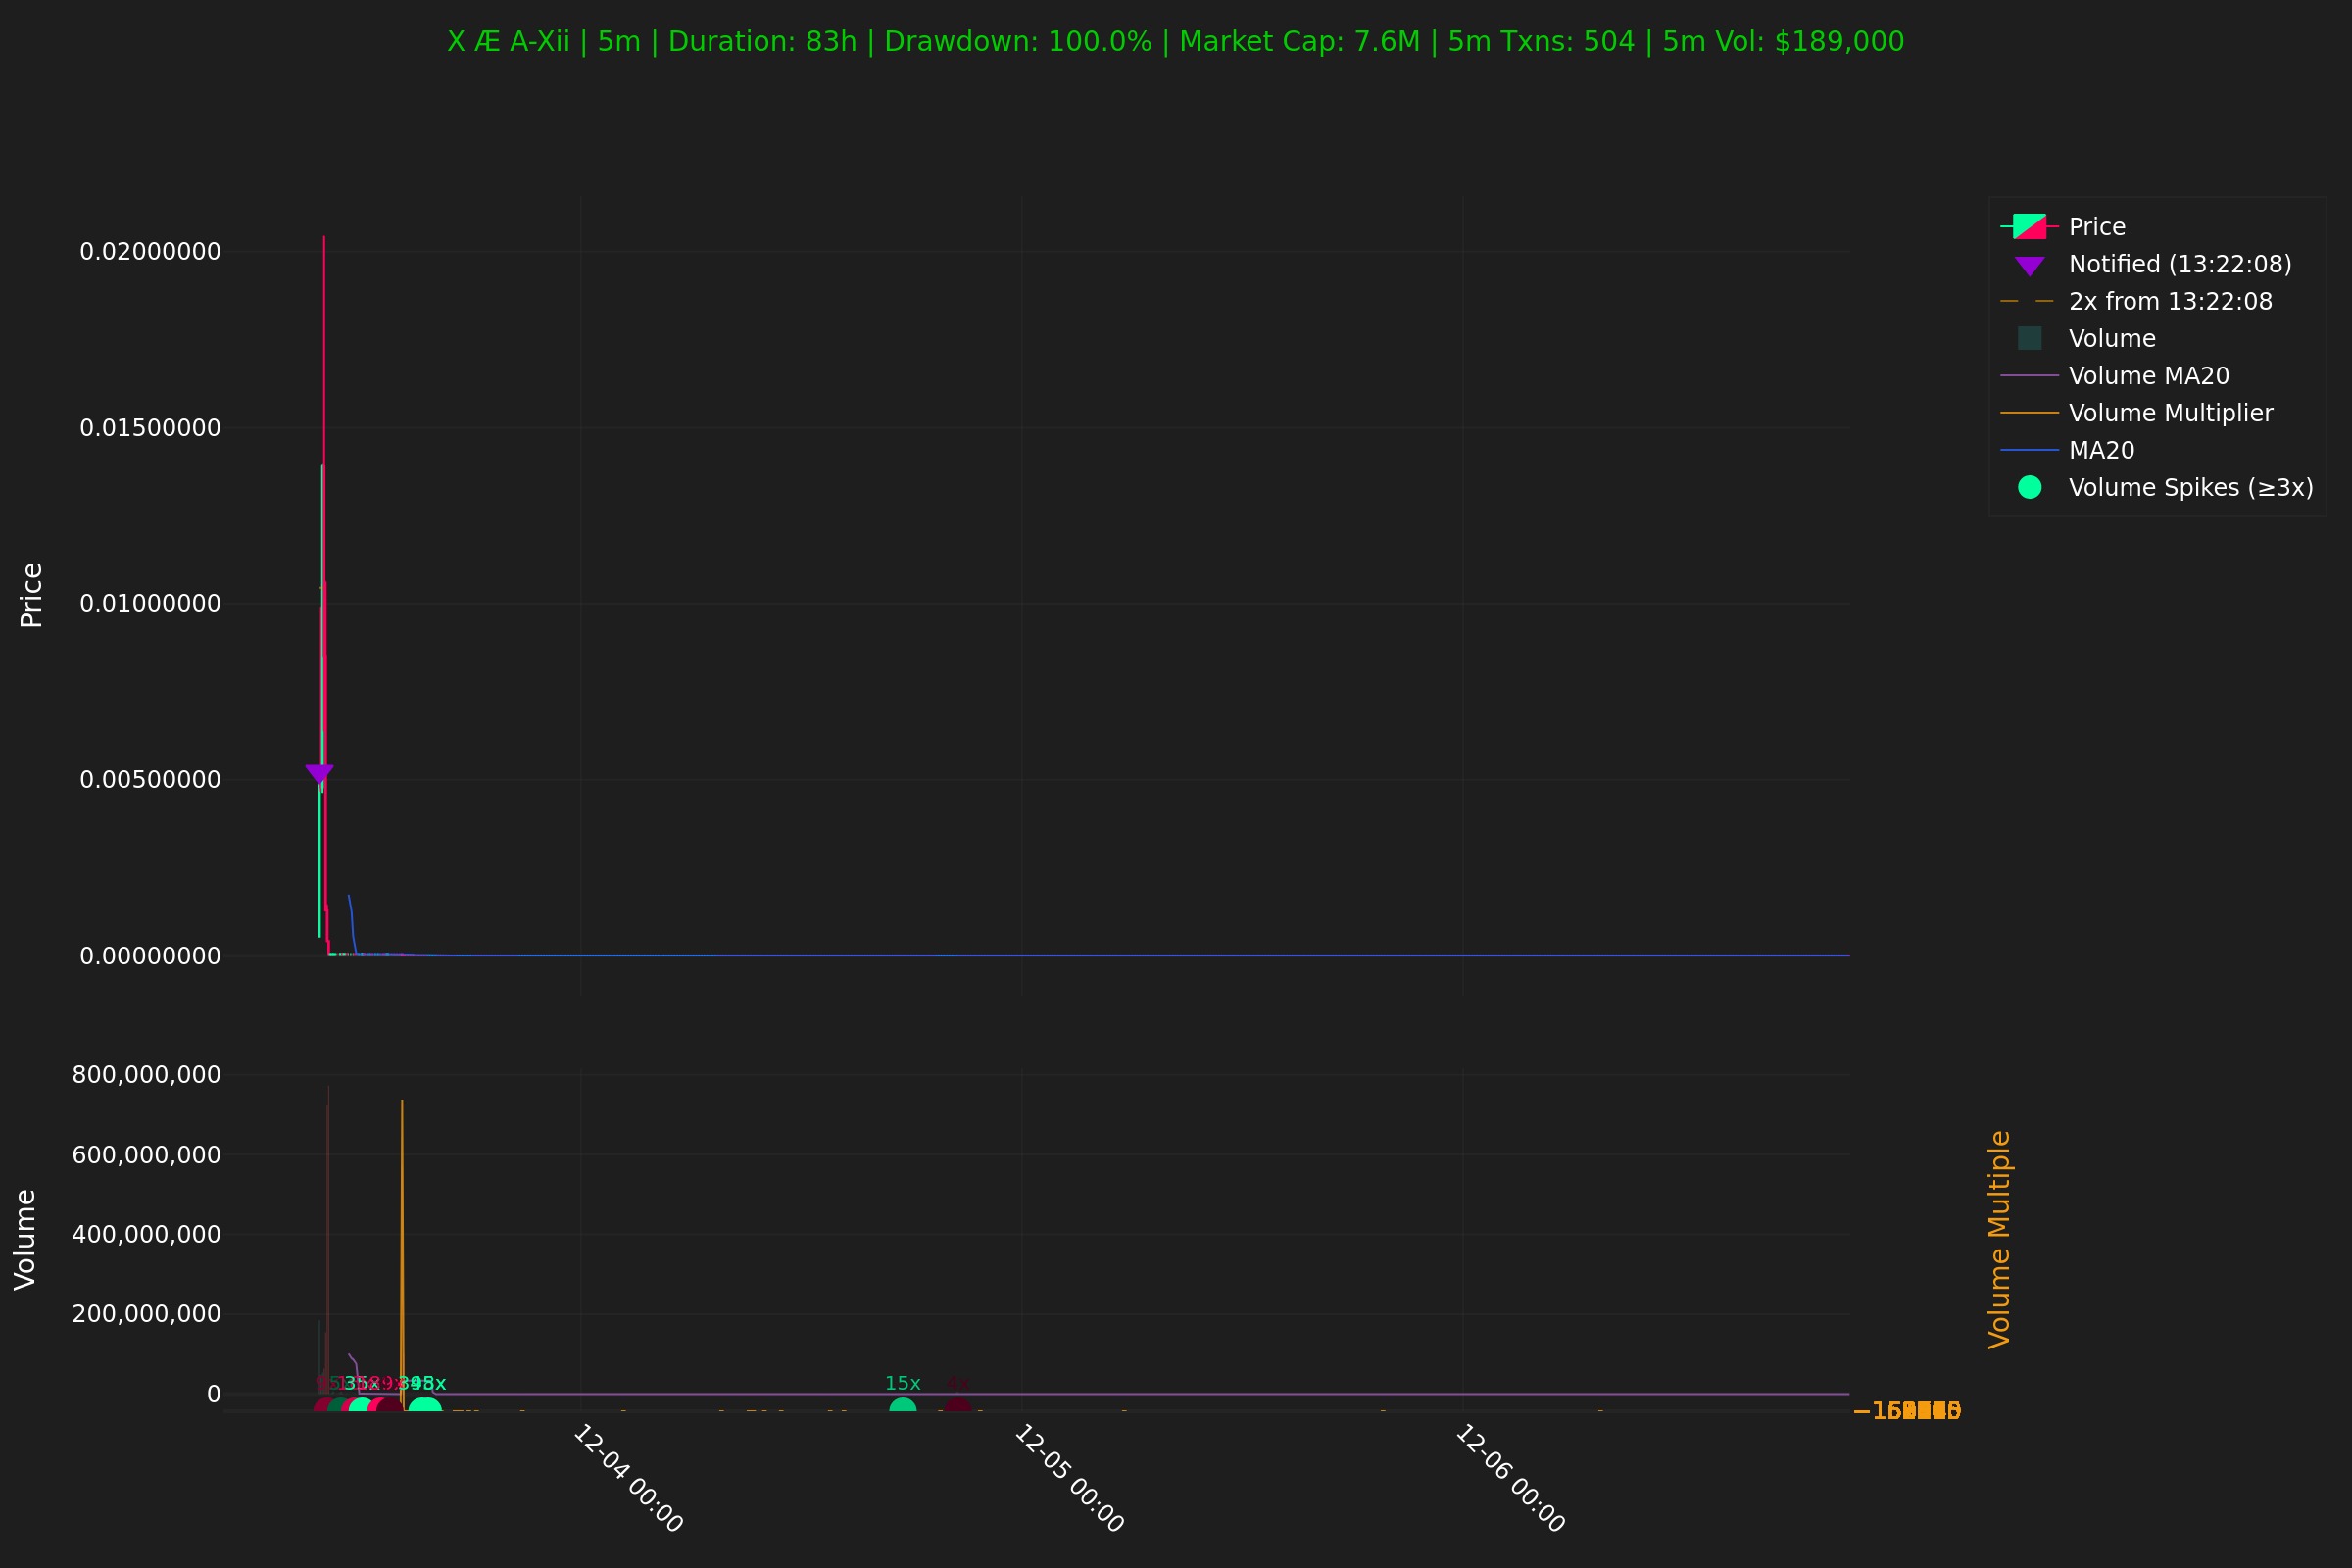 X Æ A-Xii | 5m | Duration: 83h | Drawdown: 100.0% | Market Cap: 7.6M | 5m Txns: 504 | 5m Vol: $189,000
Price
0.02000000
0.01500000
0.01000000
0.00500000
0.00000000
Price
Notified (13:22:08)
2x from 13:22:08
Volume
Volume MA20
Volume Multiplier
MA20
Volume Spikes (≥3x)
Volume
800,000,000
600,000,000
400,000,000
200,000,000
0
35x
15x
4x
Volume Multiple
12-04 00:00
12-05 00:00
12-06 00:00